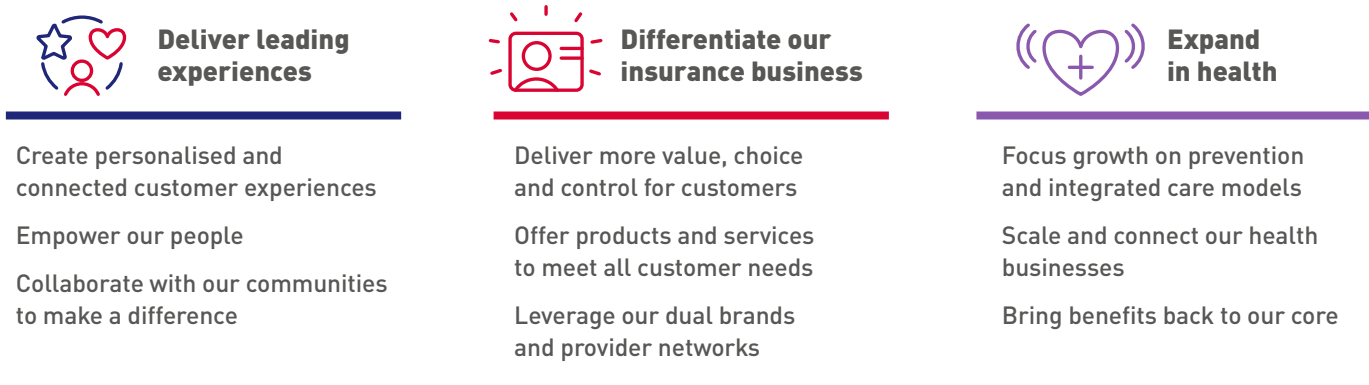 Deliver leading
experiences
Create personalised and
connected customer experiences
Empower our people
Collaborate with our communities
to make a difference
Differentiate our
insurance business
Deliver more value, choice
and control for customers
Offer products and services
to meet all customer needs
Leverage our dual brands
and provider networks
Expand
in health
Focus growth on prevention
and integrated care models
Scale and connect our health
businesses
Bring benefits back to our core